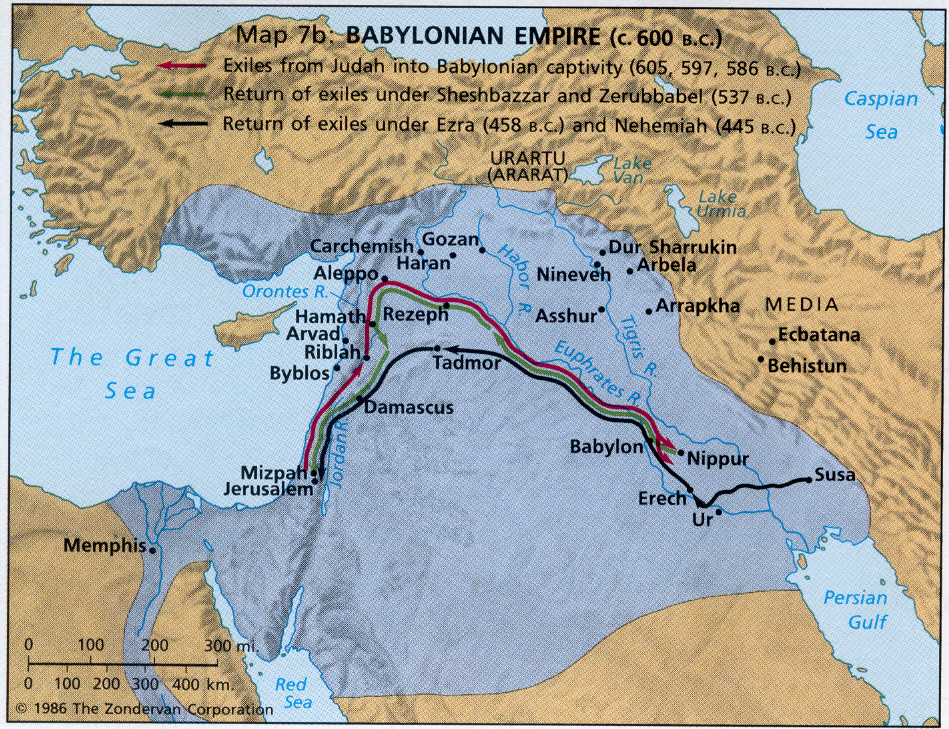 Map 7b: BABYLONIAN EMPIRE (c. 600 B.C.)
Exiles from Judah into Babylonian captivity (605, 597, 586 B.C.)
Return of exiles under Sheshbazzar and Zerubbabel (537 B.C.)
Return of exiles under Ezra (458 B.C.) and Nehemiah (445 B.C.)
Caspian
Sea
URARTU
(ARARAT)
Lake
Van
Lake
Urmia
Carchemish
Gozan
Haran
Habor R.
Dur Sharrukin
Nineveh
Arbela
Aleppo
Orontes R.
Hamath
Rezeph
Asshur
Arrapkha
MEDIA
Arvad
Tigris R.
Ecbatana
Riblah
Behistun
The Great
Sea
Byblos
Tadmor
Euphrates R.
Damascus
Jordan R.
Babylon
Nippur
Mizpah
Jerusalem
Susa
Erech
Ur
Memphis
Persian
Gulf
0 100 200 300 mi.
0 100 200 300 400 km.
Red
Sea
© 1986 The Zondervan Corporation